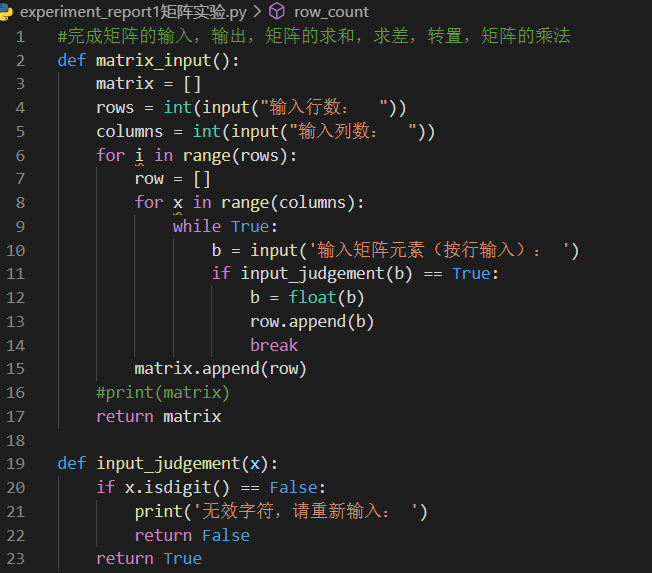 experiment_report1矩阵实验.py > row_count
1 #完成矩阵的输入，输出，矩阵的求和，求差，转置，矩阵的乘法
2 def matrix_input():
3     matrix = []
4     rows = int(input("输入行数：  "))
5     columns = int(input("输入列数：  "))
6     for i in range(rows):
7         row = []
8         for x in range(columns):
9             while True:
10                 b = input('输入矩阵元素（按行输入）： ')
11                 if input_judgement(b) == True:
12                     b = float(b)
13                     row.append(b)
14                     break
15         matrix.append(row)
16     #print(matrix)
17     return matrix
18
19 def input_judgement(x):
20     if x.isdigit() == False:
21         print('无效字符，请重新输入： ')
22         return False
23     return True